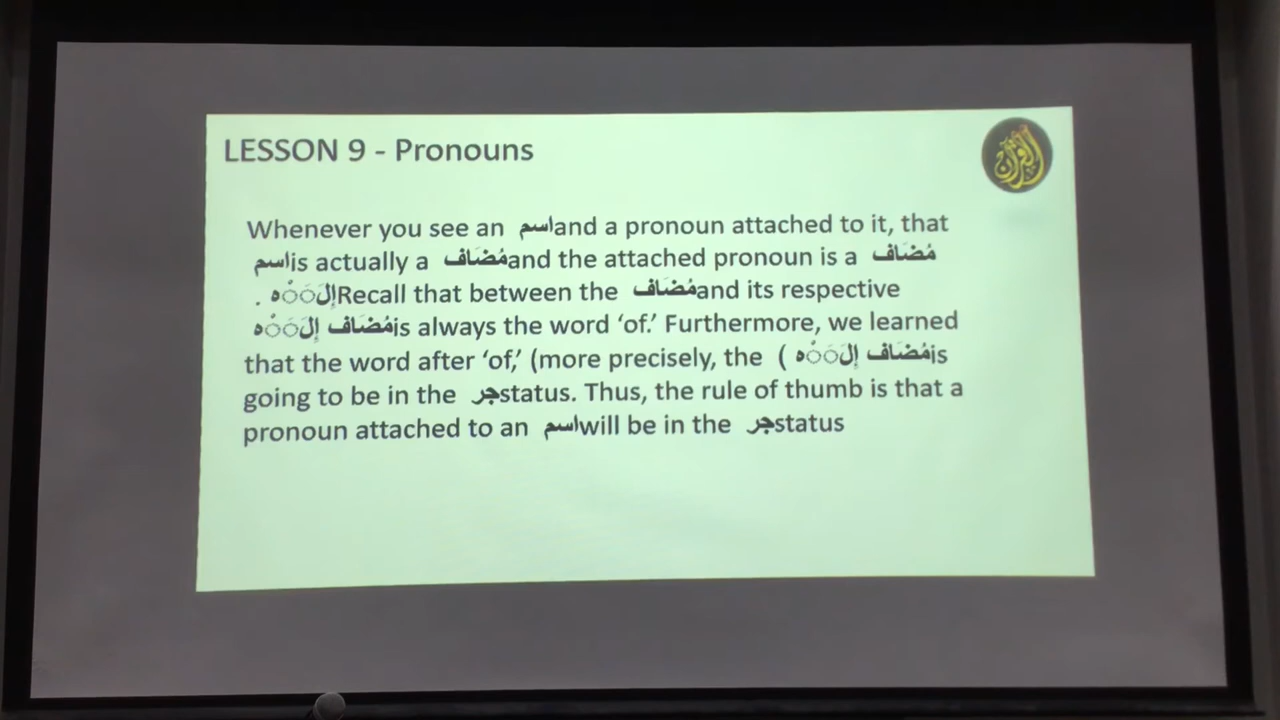 LESSON 9 - Pronouns
القرآن
Whenever you see an اسم and a pronoun attached to it, that
اسم is actually a مُضَاف and the attached pronoun is a مُضَاف
إِلَ◌َ◌ْه . Recall that between the مُضَاف and its respective
مُضَاف إِلَ◌َ◌ْه is always the word ‘of.’ Furthermore, we learned
that the word after ‘of,’ (more precisely, the مُضَاف إِلَ◌َ◌ْه ) is
going to be in the جر status. Thus, the rule of thumb is that a
pronoun attached to an اسم will be in the جر status